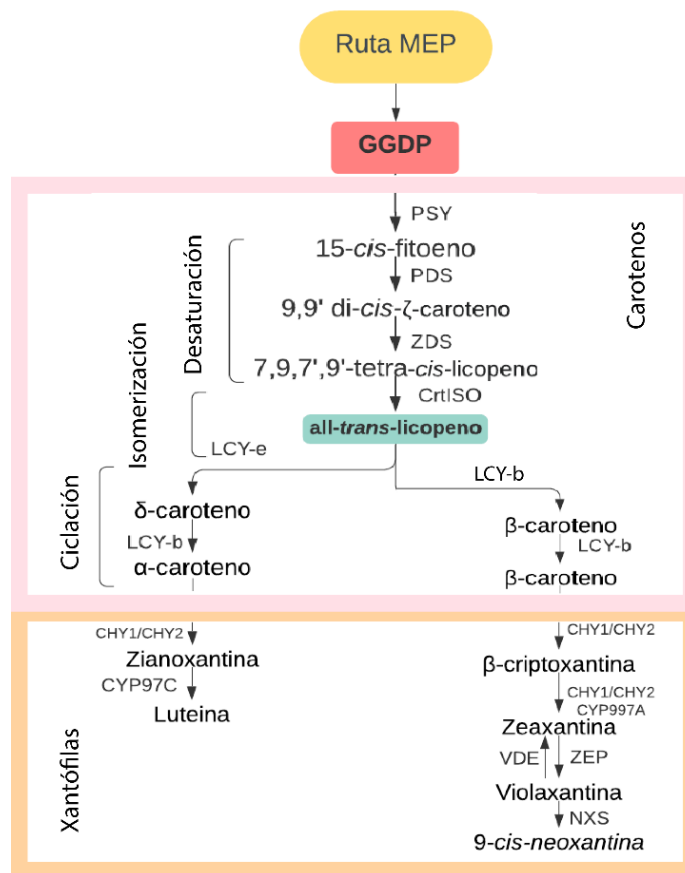 Ruta MEP
GGDP
PSY
15-cis-fitoeno
PDS
9,9' di-cis-ζ-caroteno
ZDS
7,9,7',9'-tetra-cis-licopeno
CrtISO
all-trans-licopeno
Desaturación
Isomerización
Ciclación
Carotenos
LCY-e
LCY-b
δ-caroteno
LCY-b
α-caroteno
β-caroteno
LCY-b
β-caroteno
Xantófilas
CHY1/CHY2
Zianoxantina
CYP97C
Luteina
CHY1/CHY2
β-criptoxantina
CHY1/CHY2
CYP997A
Zeaxantina
VDE
ZEP
Violaxantina
NXS
9-cis-neoxantina